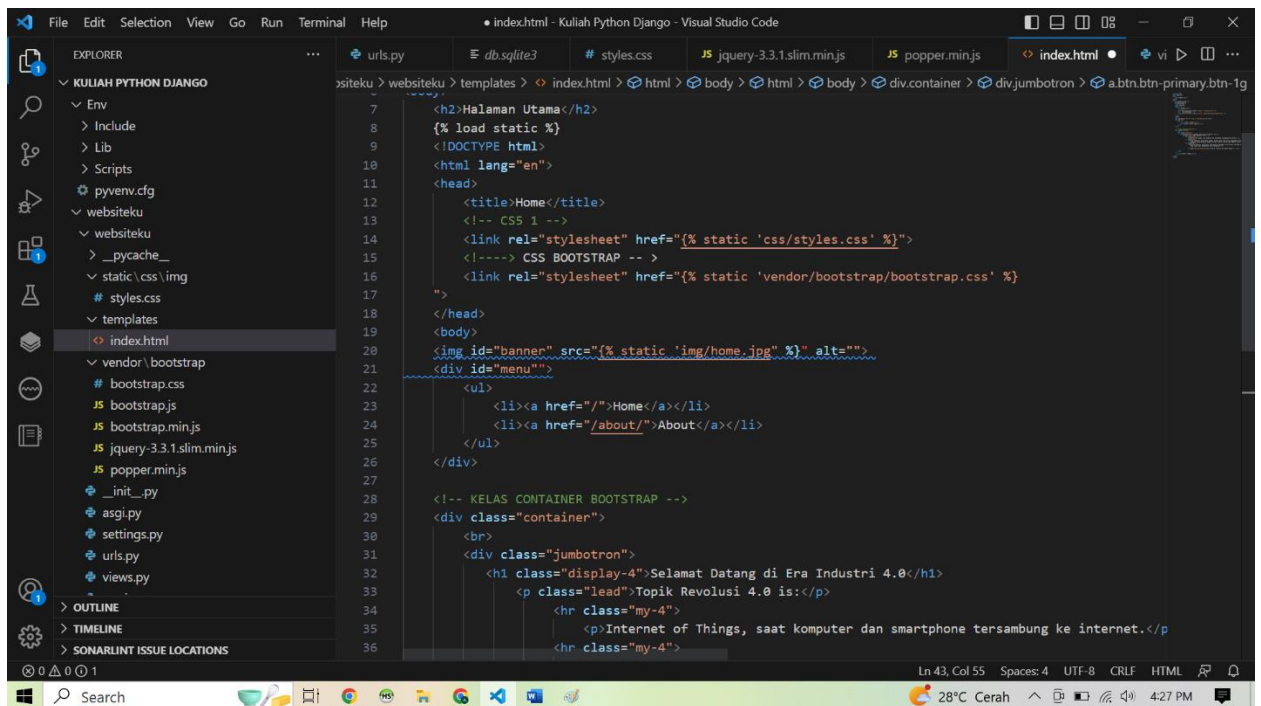 File Edit Selection View Go Run Terminal Help ● index.html - Kuliah Python Django - Visual Studio Code
EXPLORER ···
urls.py db.sqlite3 # styles.css JS jquery-3.3.1.slim.min.js JS popper.min.js <> index.html ● vi ···
siteku > websiteku > templates > <> index.html > html > body > html > body > div.container > div.jumbotron > a.btn.btn-primary.btn-1g
KULIAH PYTHON DJANGO
Env
Include
Lib
Scripts
pyvenv.cfg
websiteku
websiteku
__pycache__
static\css\img
# styles.css
templates
<> index.html
vendor\bootstrap
# bootstrap.css
JS bootstrap.js
JS bootstrap.min.js
JS jquery-3.3.1.slim.min.js
JS popper.min.js
__init__.py
asgi.py
settings.py
urls.py
views.py
OUTLINE
TIMELINE
SONARLINT ISSUE LOCATIONS
7 <h2>Halaman Utama</h2>
8 {% load static %}
9 <!DOCTYPE html>
10 <html lang="en">
11 <head>
12 <title>Home</title>
13 <!-- CS5 1 -->
14 <link rel="stylesheet" href="{% static 'css/styles.css' %}">
15 <!----> CSS BOOTSTRAP -- >
16 <link rel="stylesheet" href="{% static 'vendor/bootstrap/bootstrap.css' %}
17 ">
18 </head>
19 <body>
20 <img id="banner" src="{% static 'img/home.jpg" %}" alt="">
21 <div id="menu"">
22 <ul>
23 <li><a href="/">Home</a></li>
24 <li><a href="/about/">About</a></li>
25 </ul>
26 </div>
27
28 <!-- KELAS CONTAINER BOOTSTRAP -->
29 <div class="container">
30 <br>
31 <div class="jumbotron">
32 <h1 class="display-4">Selamat Datang di Era Industri 4.0</h1>
33 <p class="lead">Topik Revolusi 4.0 is:</p>
34 <hr class="my-4">
35 <p>Internet of Things, saat komputer dan smartphone tersambung ke internet.</p
36 <hr class="my-4">
0 0 1 Ln 43, Col 55 Spaces: 4 UTF-8 CRLF HTML
Search 28°C Cerah 4:27 PM